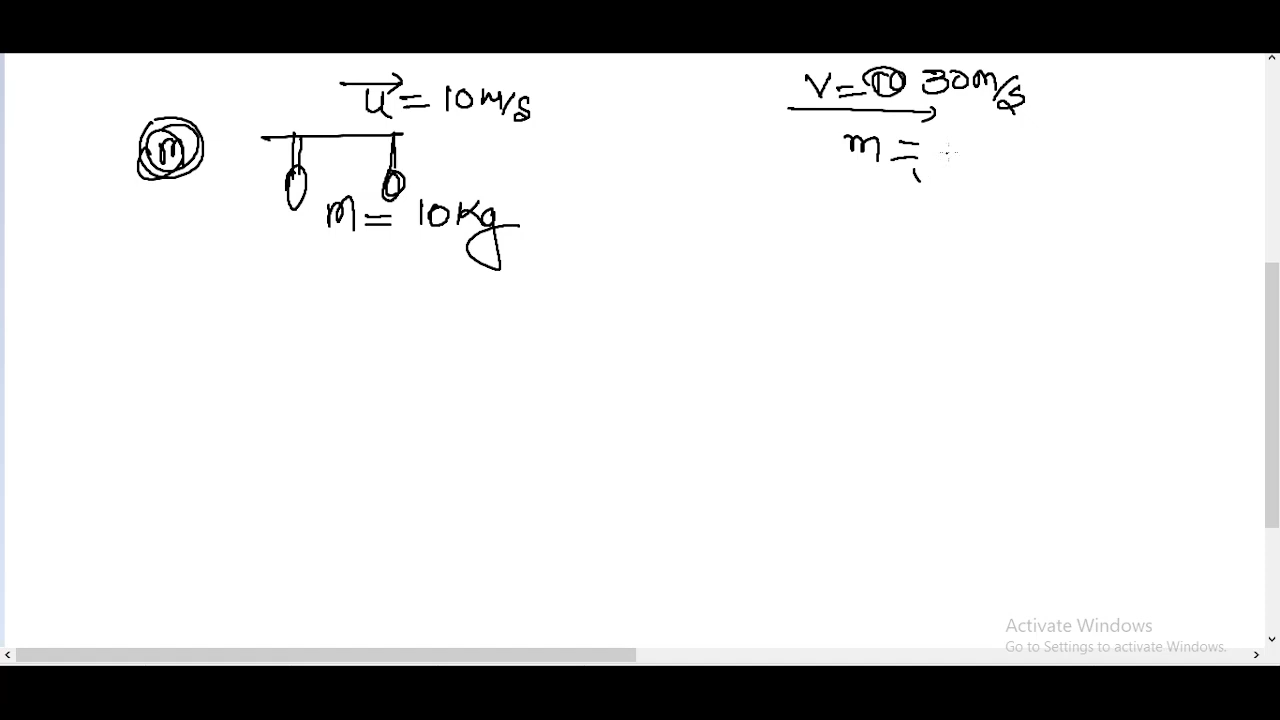 u = 10m/s
m
m = 10Kg
v = 30m/s
m =
Activate Windows
Go to Settings to activate Windows.